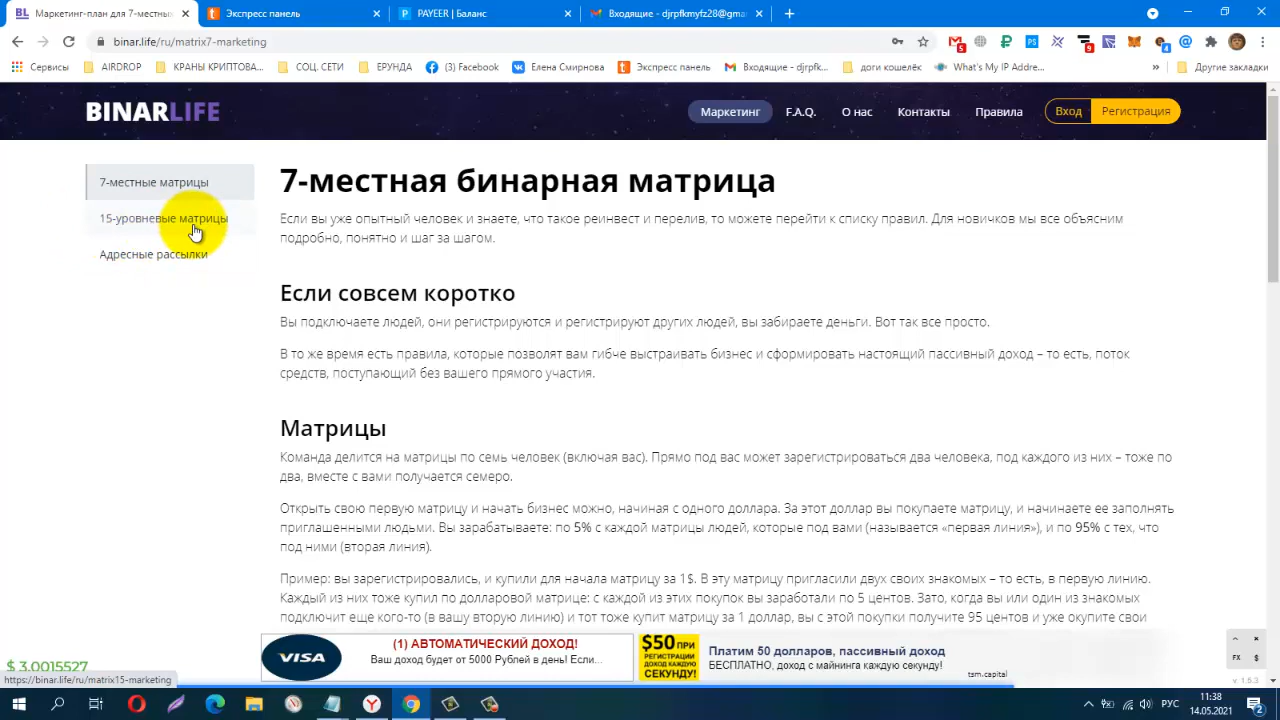 BL Маркетинг-план для 7-местны
Экспресс панель
PAYEER | Баланс
Входящие - djrpfkmyfz28@gma
binar.life/ru/matrix7-marketing
Сервисы
AIRDROP
КРАНЫ КРИПТОВА...
СОЦ. СЕТИ
ЕРУНДА
(3) Facebook
Елена Смирнова
Экспресс панель
Входящие - djrpfk...
доги кошелёк
What's My IP Addre...
Другие закладки
BINARLIFE
Маркетинг
F.A.Q.
О нас
Контакты
Правила
Вход
Регистрация
7-местные матрицы
15-уровневые матрицы
Адресные рассылки
7-местная бинарная матрица
Если вы уже опытный человек и знаете, что такое реинвест и перелив, то можете перейти к списку правил. Для новичков мы все объясним
подробно, понятно и шаг за шагом.
Если совсем коротко
Вы подключаете людей, они регистрируются и регистрируют других людей, вы забираете деньги. Вот так все просто.
В то же время есть правила, которые позволят вам гибче выстраивать бизнес и сформировать настоящий пассивный доход – то есть, поток
средств, поступающий без вашего прямого участия.
Матрицы
Команда делится на матрицы по семь человек (включая вас). Прямо под вас может зарегистрироваться два человека, под каждого из них – тоже по
два, вместе с вами получается семеро.
Открыть свою первую матрицу и начать бизнес можно, начиная с одного доллара. За этот доллар вы покупаете матрицу, и начинаете ее заполнять
приглашенными людьми. Вы зарабатываете: по 5% с каждой матрицы людей, которые под вами (называется «первая линия»), и по 95% с тех, что
под ними (вторая линия).
Пример: вы зарегистрировались, и купили для начала матрицу за 1$. В эту матрицу пригласили двух своих знакомых – то есть, в первую линию.
Каждый из них тоже купил по долларовой матрице: с каждой из этих покупок вы заработали по 5 центов. Зато, когда вы или один из знакомых
подключит еще кого-то (в вашу вторую линию) и тот тоже купит матрицу за 1 доллар, вы с этой покупки получите 95 центов и уже окупите свои
VISA
(1) АВТОМАТИЧЕСКИЙ ДОХОД!
Ваш доход будет от 5000 Рублей в день! Если...
$50 ПРИ
РЕГИСТРАЦИИ
ДОХОД КАЖДУЮ
СЕКУНДУ!
Платим 50 долларов, пассивный доход
БЕСПЛАТНО, доход с майнинга каждую секунду!
tsm.capital
FX $
v 1.5.2
$ 3.0015527
https://binar.life/ru/matrix15-marketing
РУС
11:38
14.05.2021